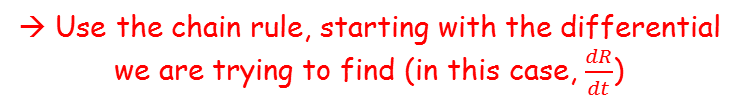 → Use the chain rule, starting with the differential
we are trying to find (in this case, dR/dt)